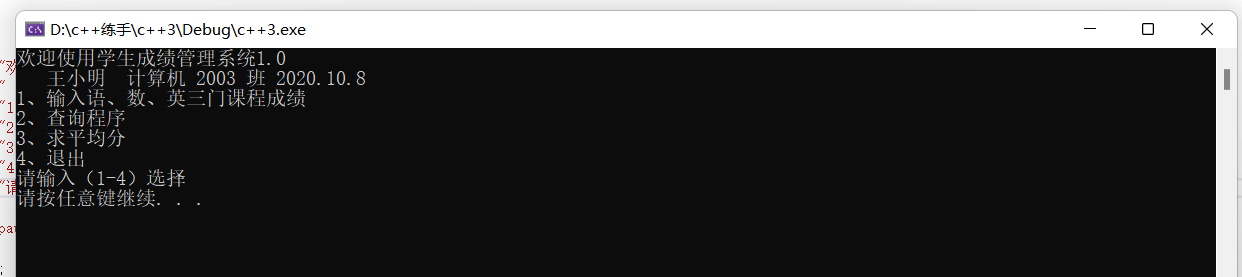 D:\c++练手\c++3\Debug\c++3.exe
欢迎使用学生成绩管理系统1.0
王小明 计算机 2003 班 2020.10.8
1、输入语、数、英三门课程成绩
2、查询程序
3、求平均分
4、退出
请输入（1-4）选择
请按任意键继续. . .